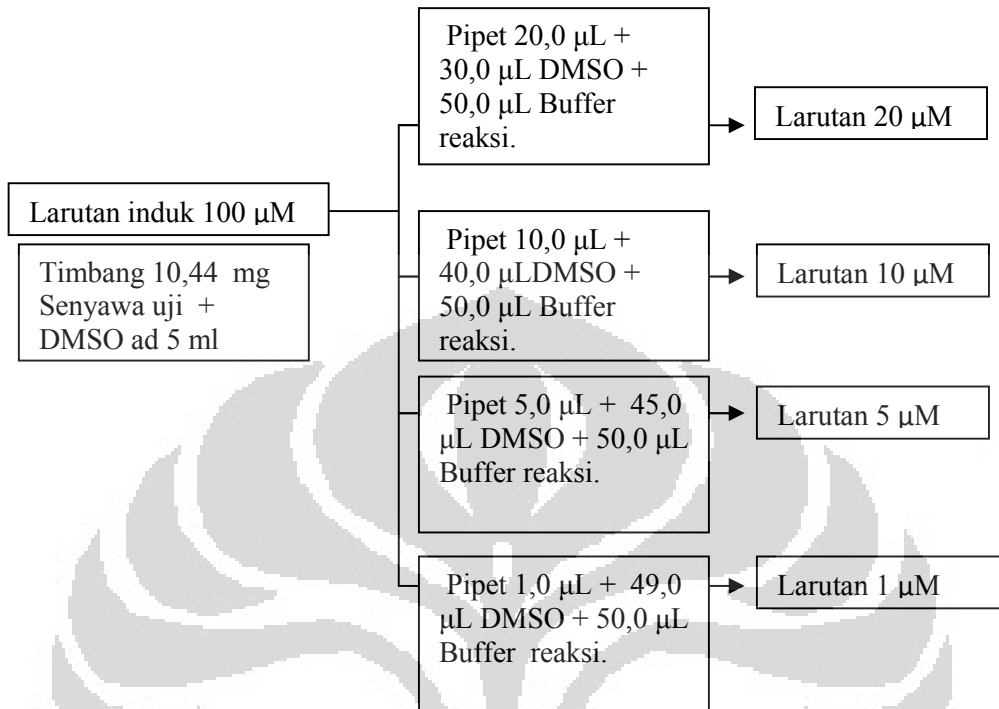 Larutan induk 100 μM
Timbang 10,44 mg
Senyawa uji +
DMSO ad 5 ml
Pipet 20,0 μL +
30,0 μL DMSO +
50,0 μL Buffer
reaksi.
Larutan 20 μM
Pipet 10,0 μL +
40,0 μLDMSO +
50,0 μL Buffer
reaksi.
Larutan 10 μM
Pipet 5,0 μL + 45,0
μL DMSO + 50,0 μL
Buffer reaksi.
Larutan 5 μM
Pipet 1,0 μL + 49,0
μL DMSO + 50,0 μL
Buffer reaksi.
Larutan 1 μM